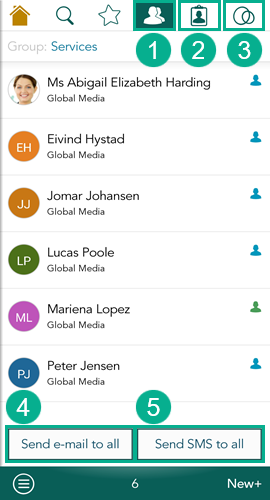 1 2 3
Group: Services
Ms Abigail Elizabeth Harding
Global Media
EH Eivind Hystad
Global Media
JJ Jomar Johansen
Global Media
LP Lucas Poole
Global Media
ML Mariena Lopez
Global Media
PJ Peter Jensen
Global Media
4 5
Send e-mail to all Send SMS to all
6 New+